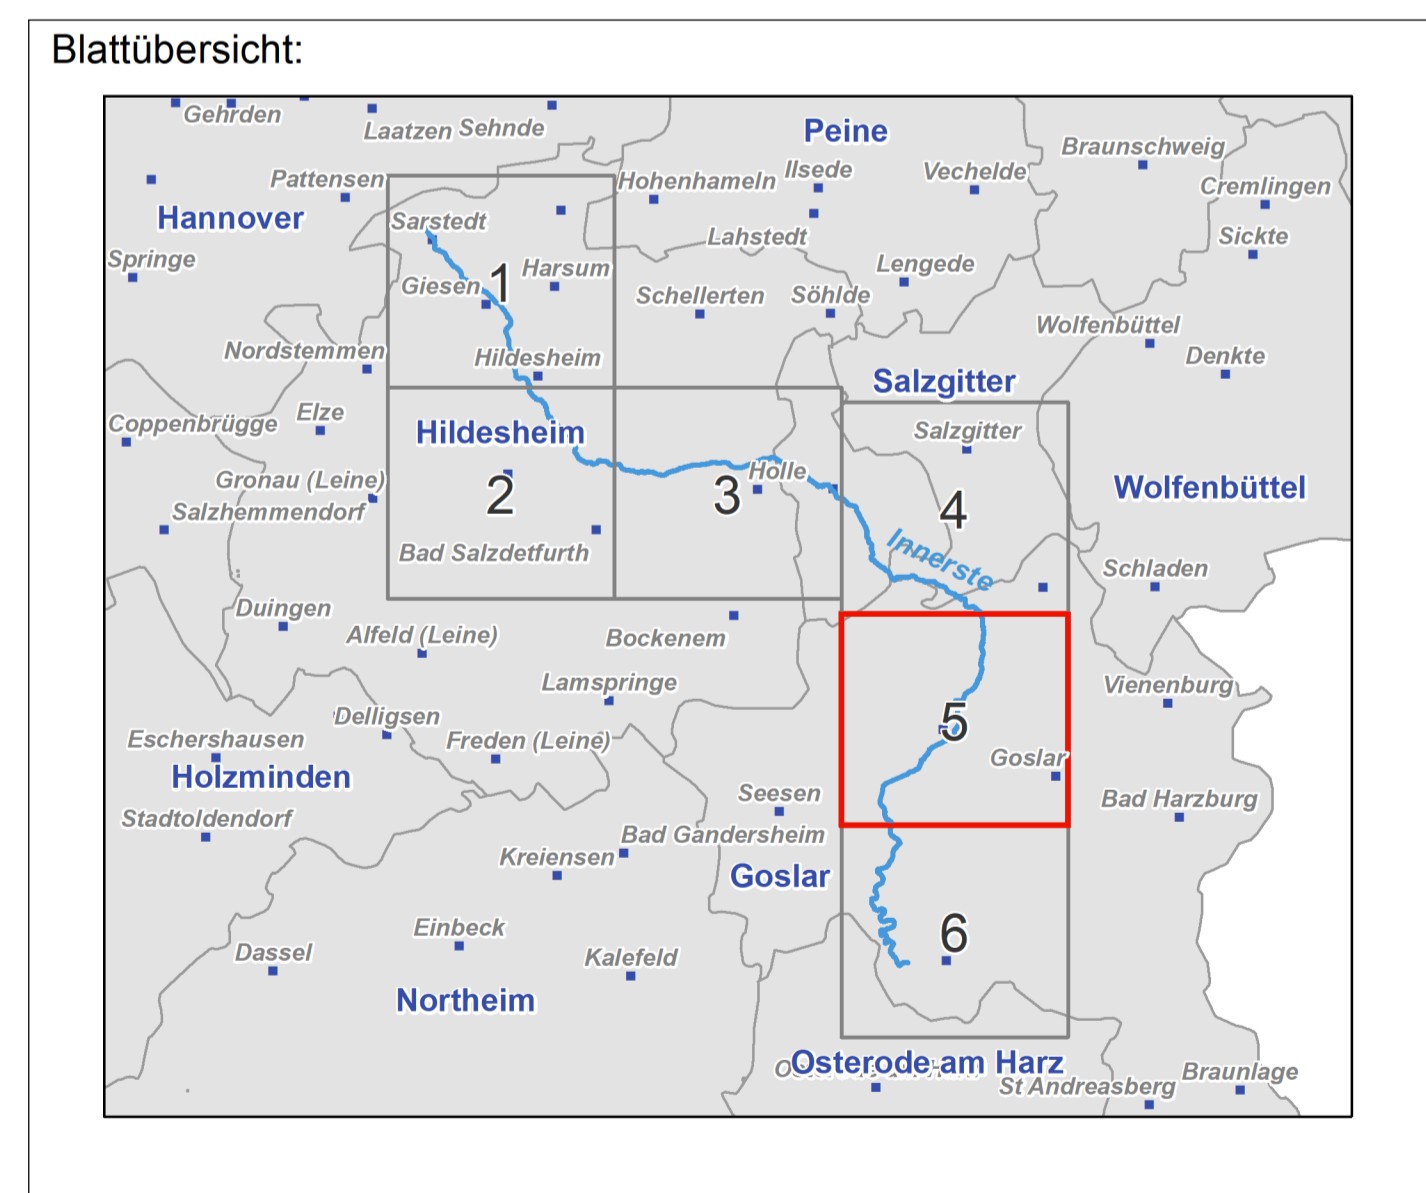 Blattübersicht:
Gehrden
Laatzen
Sehnde
Peine
Braunschweig
Pattensen
Hohenhameln
Ilsede
Vechelde
Cremlingen
Hannover
Sarstedt
Lahstedt
Sickte
Springe
Giesen
1
Harsum
Schellerten
Söhlde
Lengede
Wolfenbüttel
Nordstemmen
Hildesheim
Denkte
Salzgitter
Coppenbrügge
Elze
Hildesheim
Salzgitter
Gronau (Leine)
2
3
Holle
4
Wolfenbüttel
Salzhemmendorf
Bad Salzdetfurth
Innerste
Schladen
Duingen
Alfeld (Leine)
Bockenem
Lamspringe
Vienenburg
Delligsen
5
Eschershausen
Freden (Leine)
Goslar
Holzminden
Seesen
Bad Harzburg
Stadtoldendorf
Bad Gandersheim
Kreiensen
Goslar
Einbeck
6
Dassel
Kalefeld
Northeim
Osterode am Harz
St Andreasberg
Braunlage